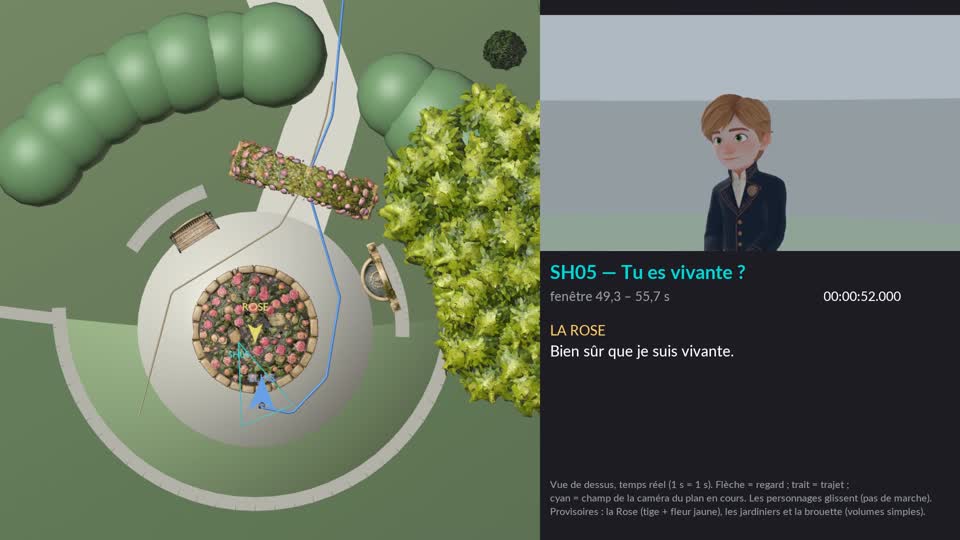 ROSE
SH05 — Tu es vivante ?
fenêtre 49,3 – 55,7 s
00:00:52.000
LA ROSE
Bien sûr que je suis vivante.
Vue de dessus, temps réel (1 s = 1 s). Flèche = regard ; trait = trajet ;
cyan = champ de la caméra du plan en cours. Les personnages glissent (pas de marche).
Provisoires : la Rose (tige + fleur jaune), les jardiniers et la brouette (volumes simples).